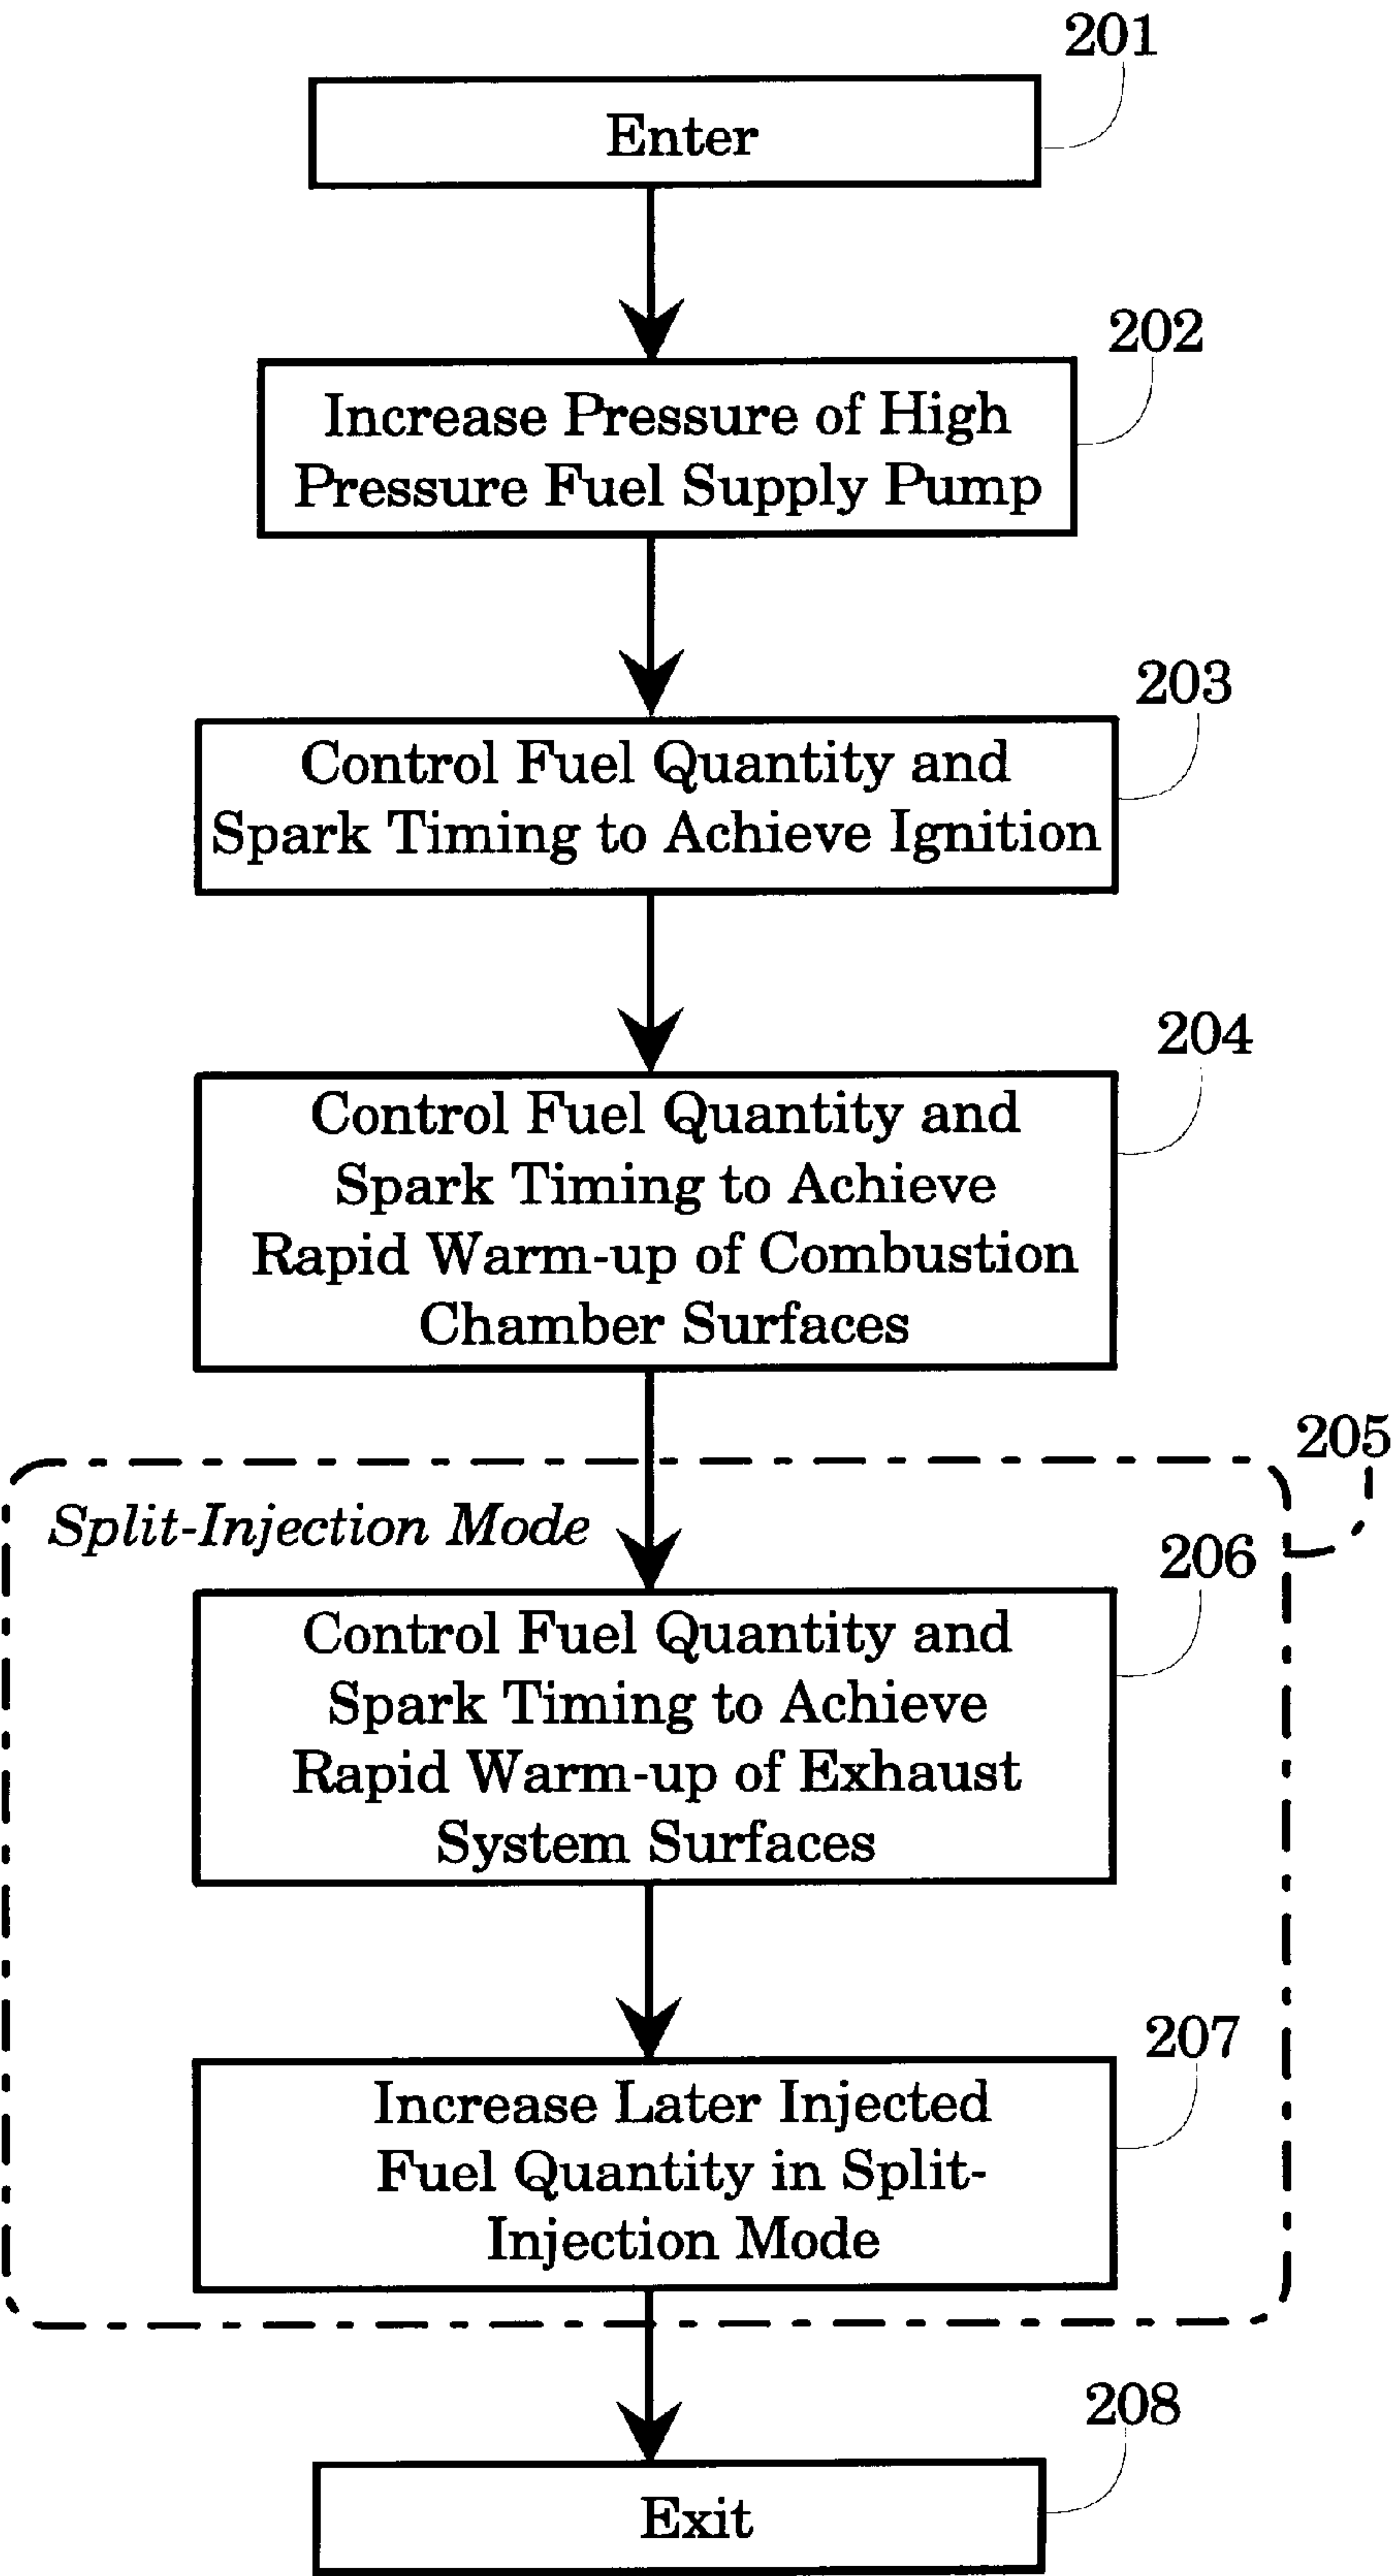 201
Enter
202
Increase Pressure of High
Pressure Fuel Supply Pump
203
Control Fuel Quantity and
Spark Timing to Achieve Ignition
204
Control Fuel Quantity and
Spark Timing to Achieve
Rapid Warm-up of Combustion
Chamber Surfaces
205
Split-Injection Mode
206
Control Fuel Quantity and
Spark Timing to Achieve
Rapid Warm-up of Exhaust
System Surfaces
207
Increase Later Injected
Fuel Quantity in Split-
Injection Mode
208
Exit